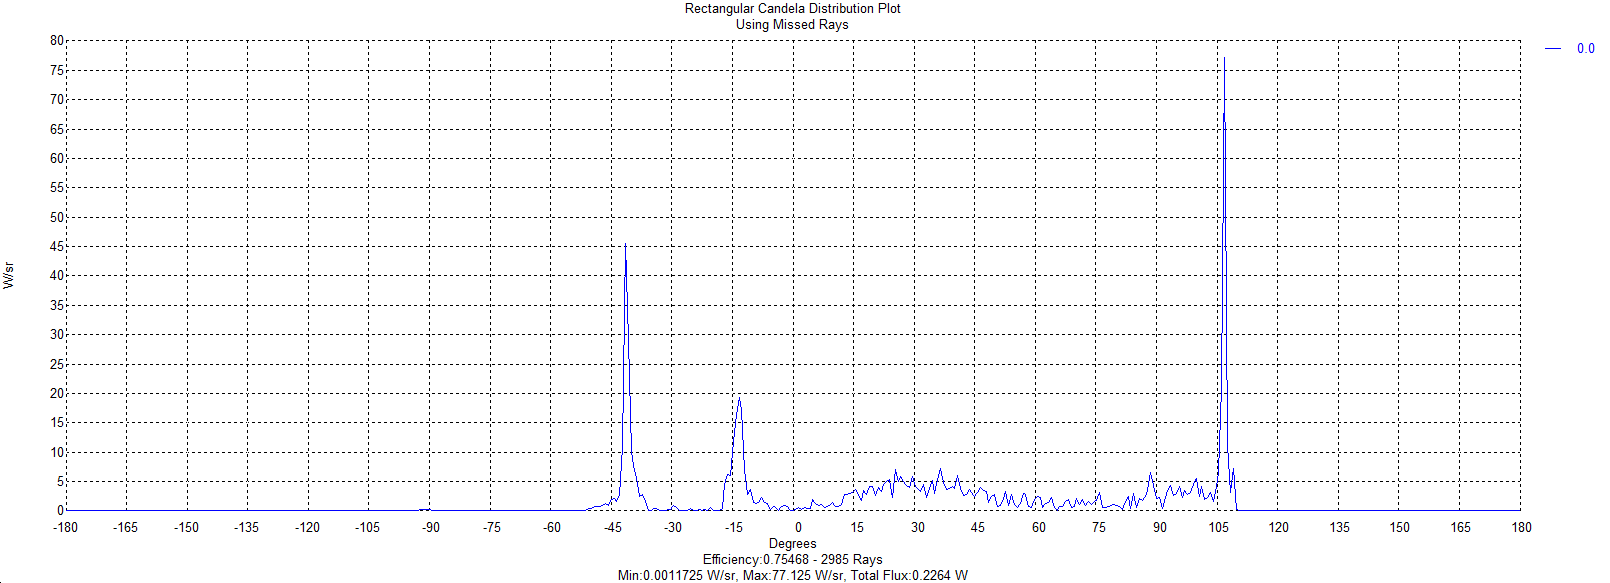 Rectangular Candela Distribution Plot
Using Missed Rays
0.0
80
75
70
65
60
55
50
45
40
35
30
25
20
15
10
5
0
W/sr
-180 -165 -150 -135 -120 -105 -90 -75 -60 -45 -30 -15 0 15 30 45 60 75 90 105 120 135 150 165 180
Degrees
Efficiency:0.75468 - 2985 Rays
Min:0.0011725 W/sr, Max:77.125 W/sr, Total Flux:0.2264 W